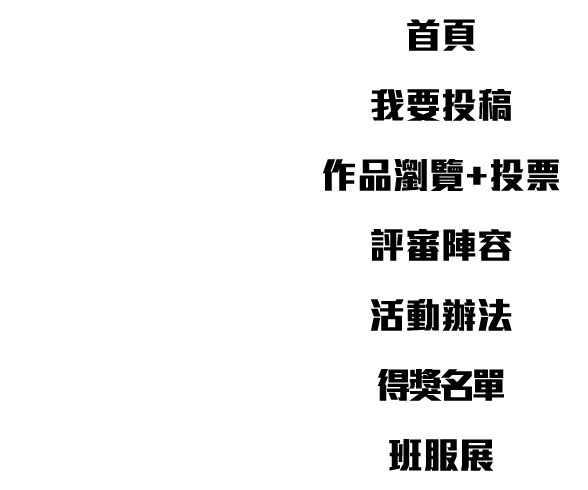 首頁
我要投稿
作品瀏覽+投票
評審陣容
活動辦法
得獎名單
班服展